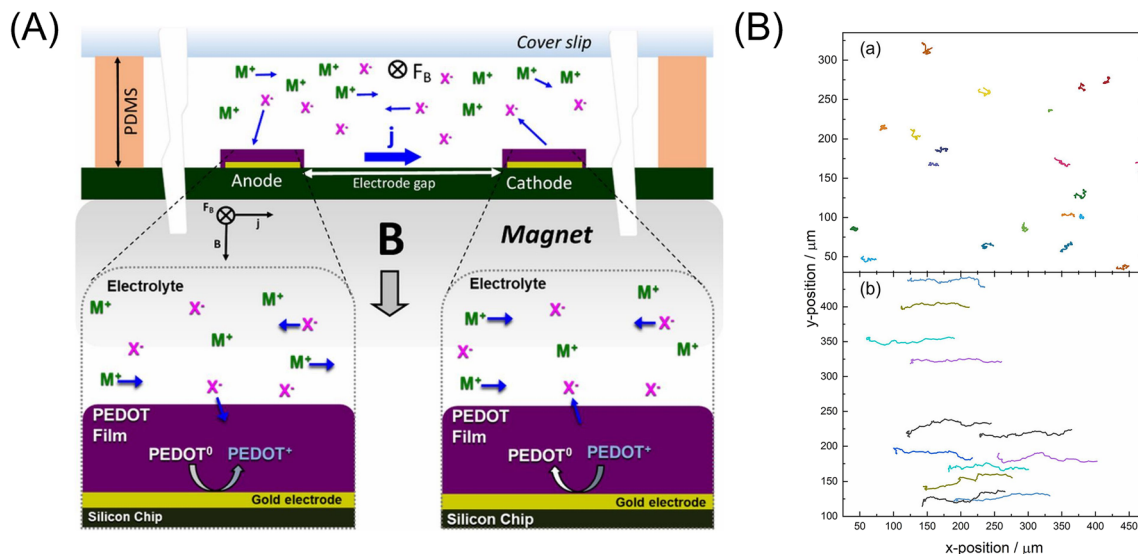 (A)
Cover slip
M⁺ M⁺ M⁺ X⁻ ⊗ F_B X⁻ M⁺ M⁺ M⁺
X⁻ M⁺ X⁻ M⁺ X⁻ M⁺ X⁻
M⁺ X⁻ X⁻ X⁻
PDMS
j
Anode
Electrode gap
Cathode
F_B
j
B
B
Magnet
Electrolyte
M⁺ X⁻ M⁺
M⁺ X⁻
X⁻ M⁺
M⁺ X⁻ X⁻
PEDOT
Film
PEDOT⁰ PEDOT⁺
Gold electrode
Silicon Chip
Electrolyte
M⁺ X⁻ M⁺ X⁻
X⁻ M⁺ M⁺
M⁺ X⁻ X⁻
PEDOT
Film
PEDOT⁰ PEDOT⁺
Gold electrode
Silicon Chip
(B)
(a)
300
250
200
150
100
50
(b)
400
350
300
250
200
150
100
50 100 150 200 250 300 350 400 450
y-position / μm
x-position / μm